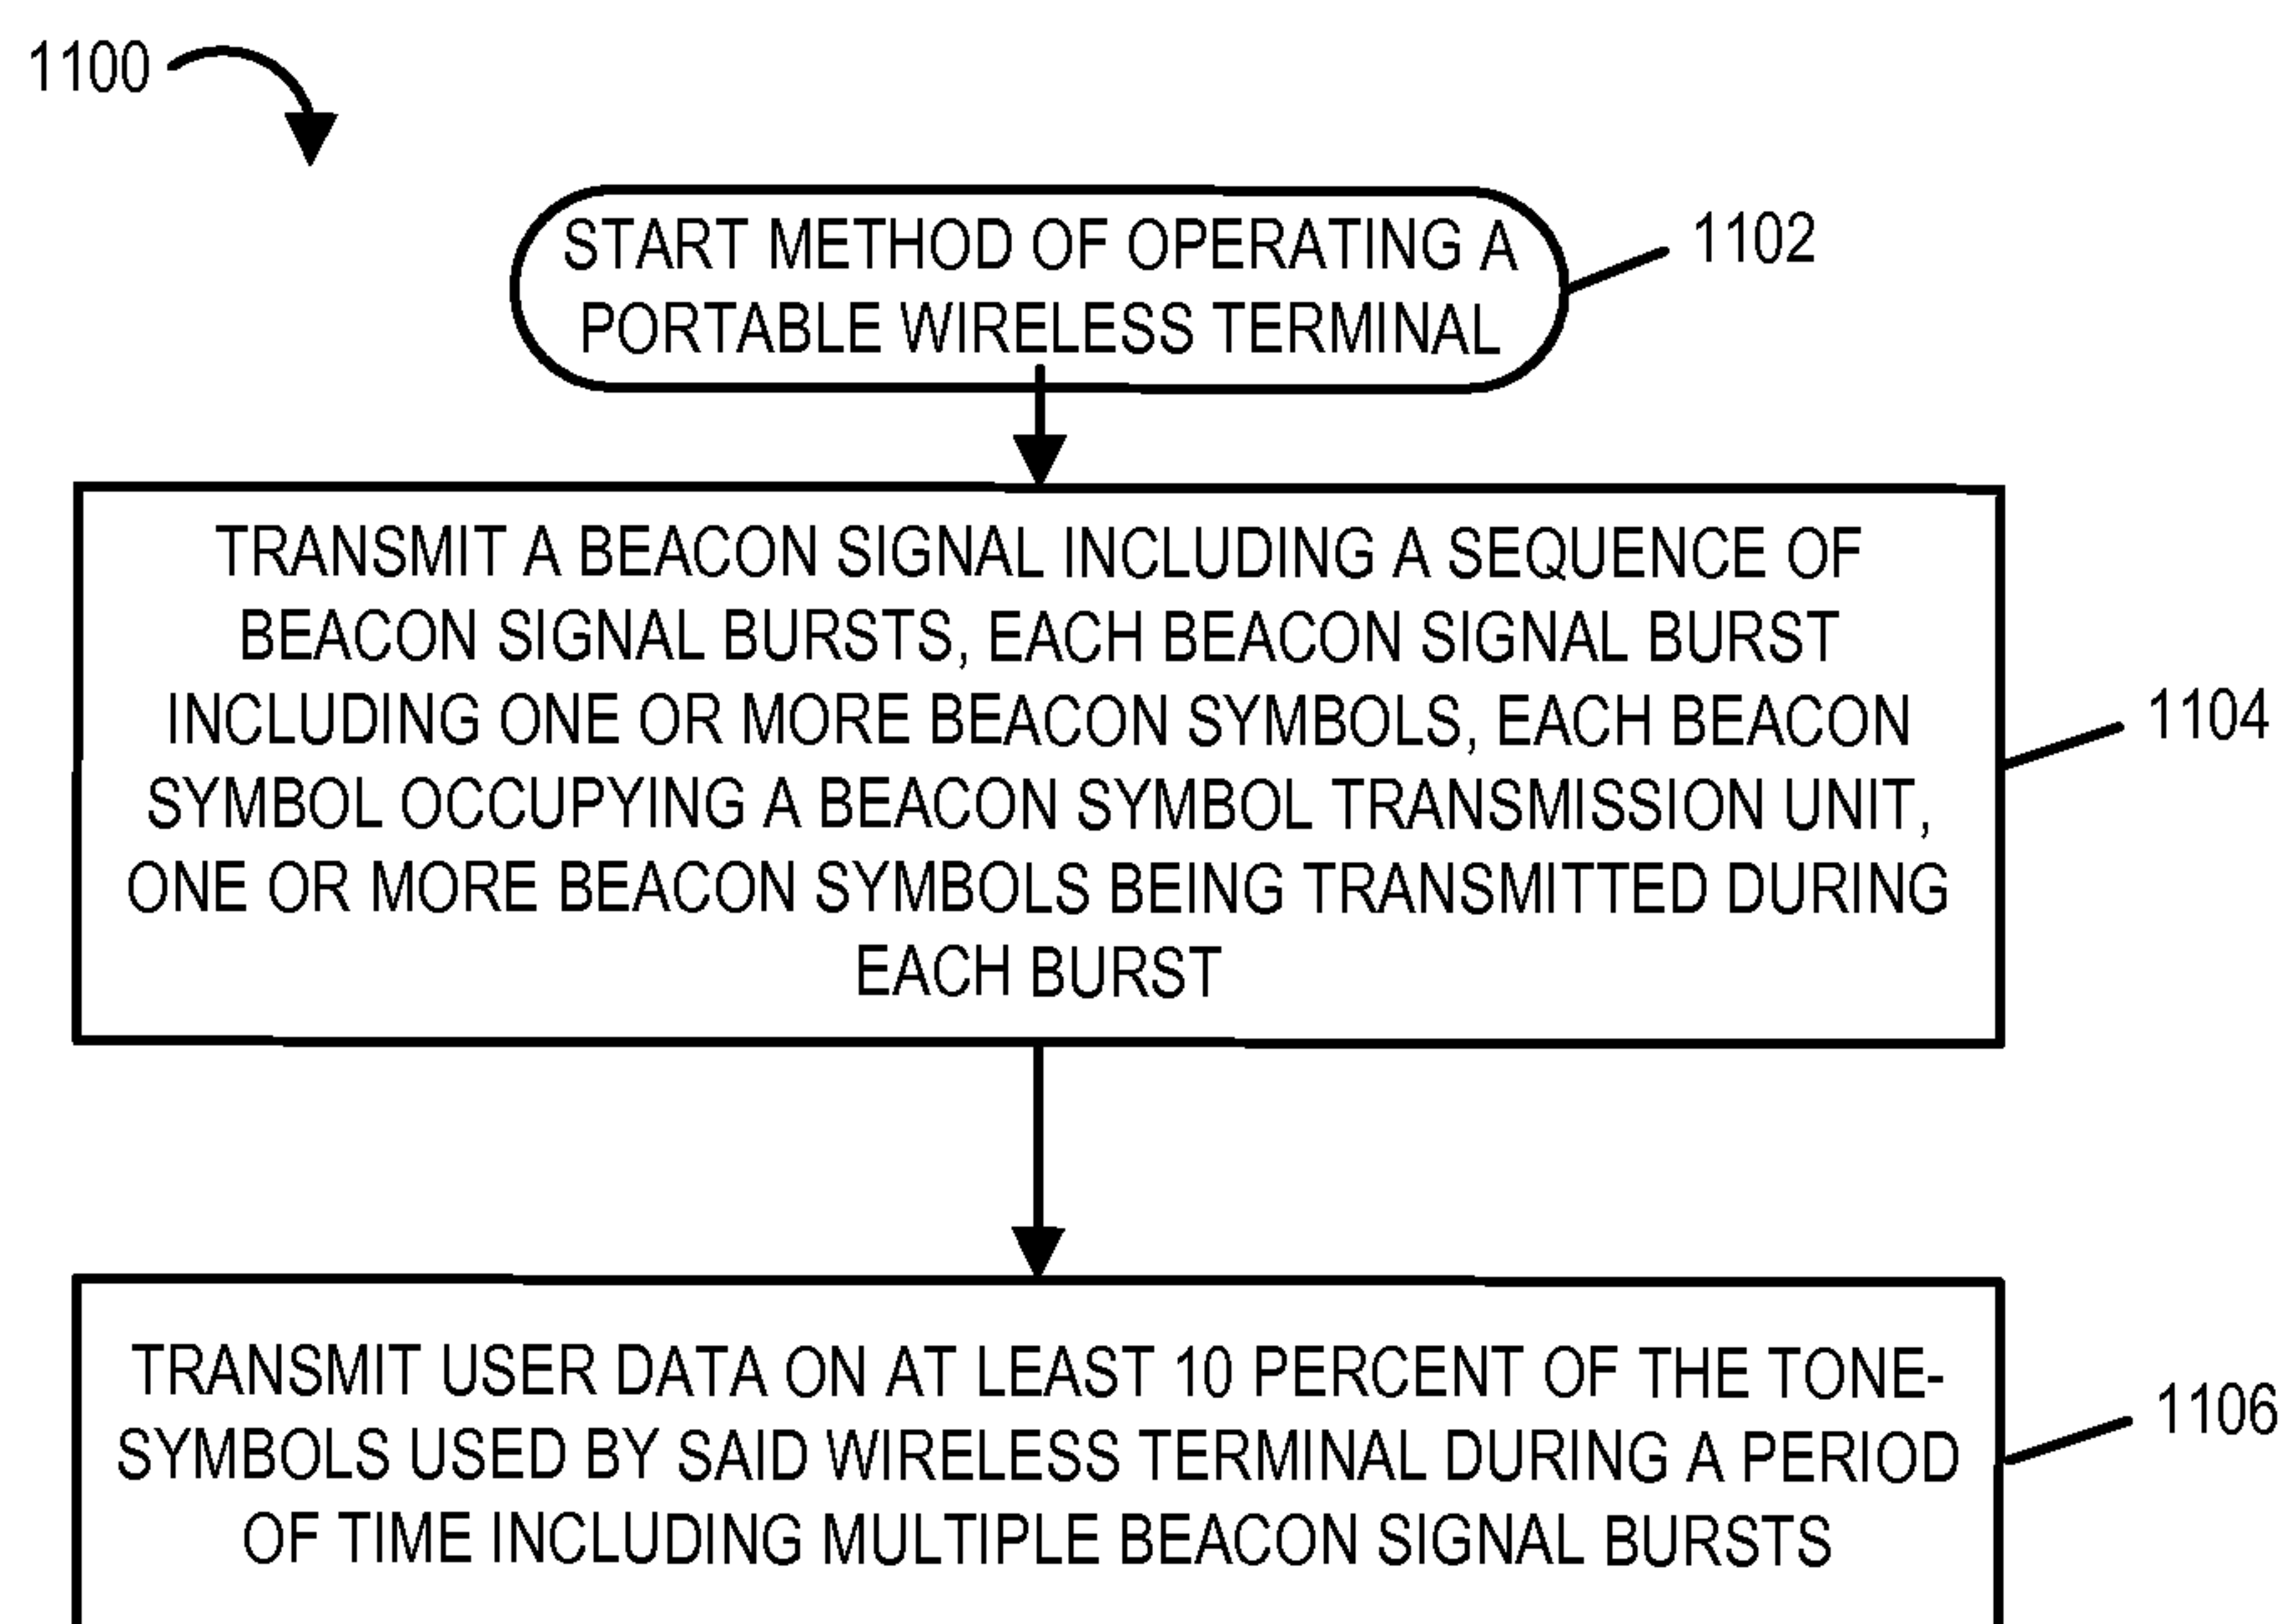 1100
START METHOD OF OPERATING A
PORTABLE WIRELESS TERMINAL
1102
TRANSMIT A BEACON SIGNAL INCLUDING A SEQUENCE OF
BEACON SIGNAL BURSTS, EACH BEACON SIGNAL BURST
INCLUDING ONE OR MORE BEACON SYMBOLS, EACH BEACON
SYMBOL OCCUPYING A BEACON SYMBOL TRANSMISSION UNIT,
ONE OR MORE BEACON SYMBOLS BEING TRANSMITTED DURING
EACH BURST
1104
TRANSMIT USER DATA ON AT LEAST 10 PERCENT OF THE TONE-
SYMBOLS USED BY SAID WIRELESS TERMINAL DURING A PERIOD
OF TIME INCLUDING MULTIPLE BEACON SIGNAL BURSTS
1106